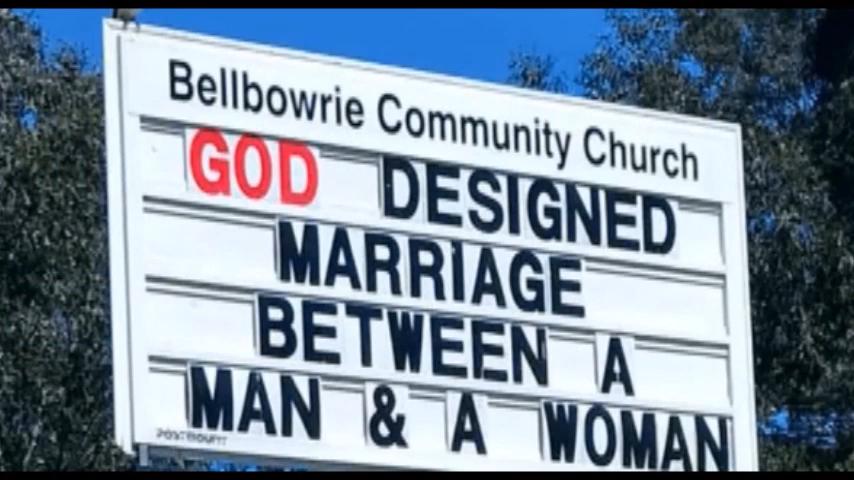 Bellbowrie Community Church
GOD DESIGNED
MARRIAGE
BETWEEN A
MAN & A WOMAN